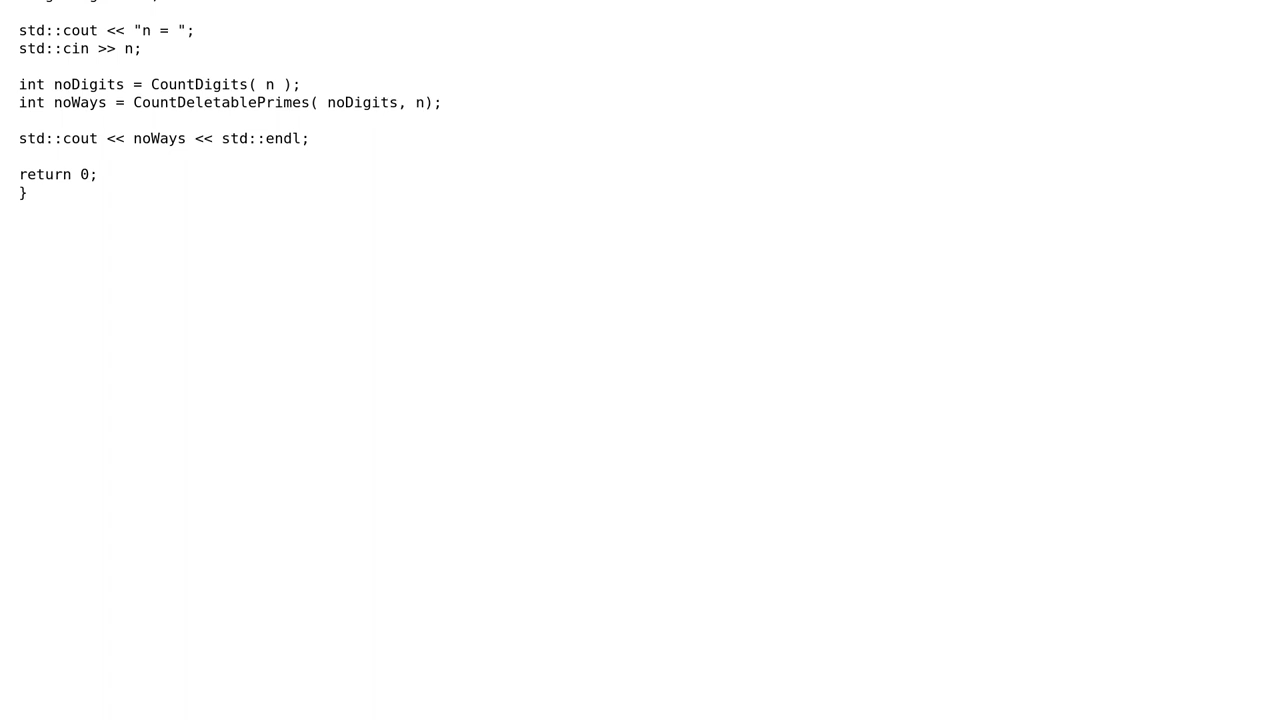 std::cout << "n = ";
std::cin >> n;
int noDigits = CountDigits( n );
int noWays = CountDeletablePrimes( noDigits, n);
std::cout << noWays << std::endl;
return 0;
}